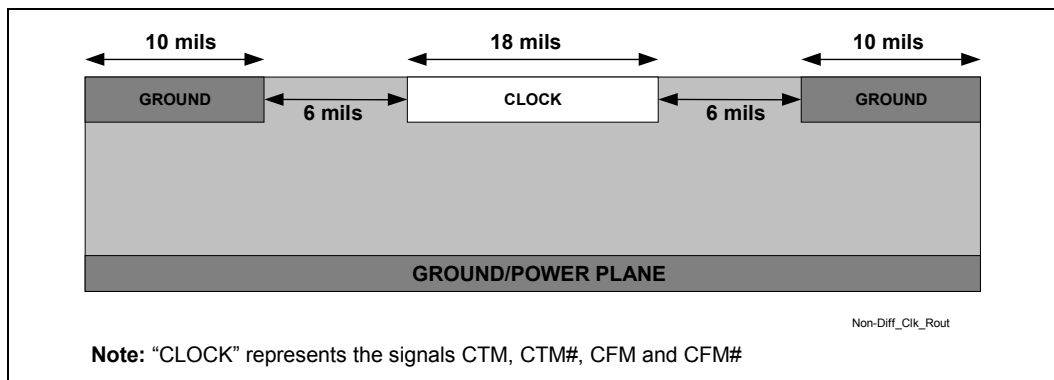 10 mils 18 mils 10 mils
GROUND CLOCK GROUND
6 mils 6 mils
GROUND/POWER PLANE
Non-Diff_Clk_Rout
Note: “CLOCK” represents the signals CTM, CTM#, CFM and CFM#